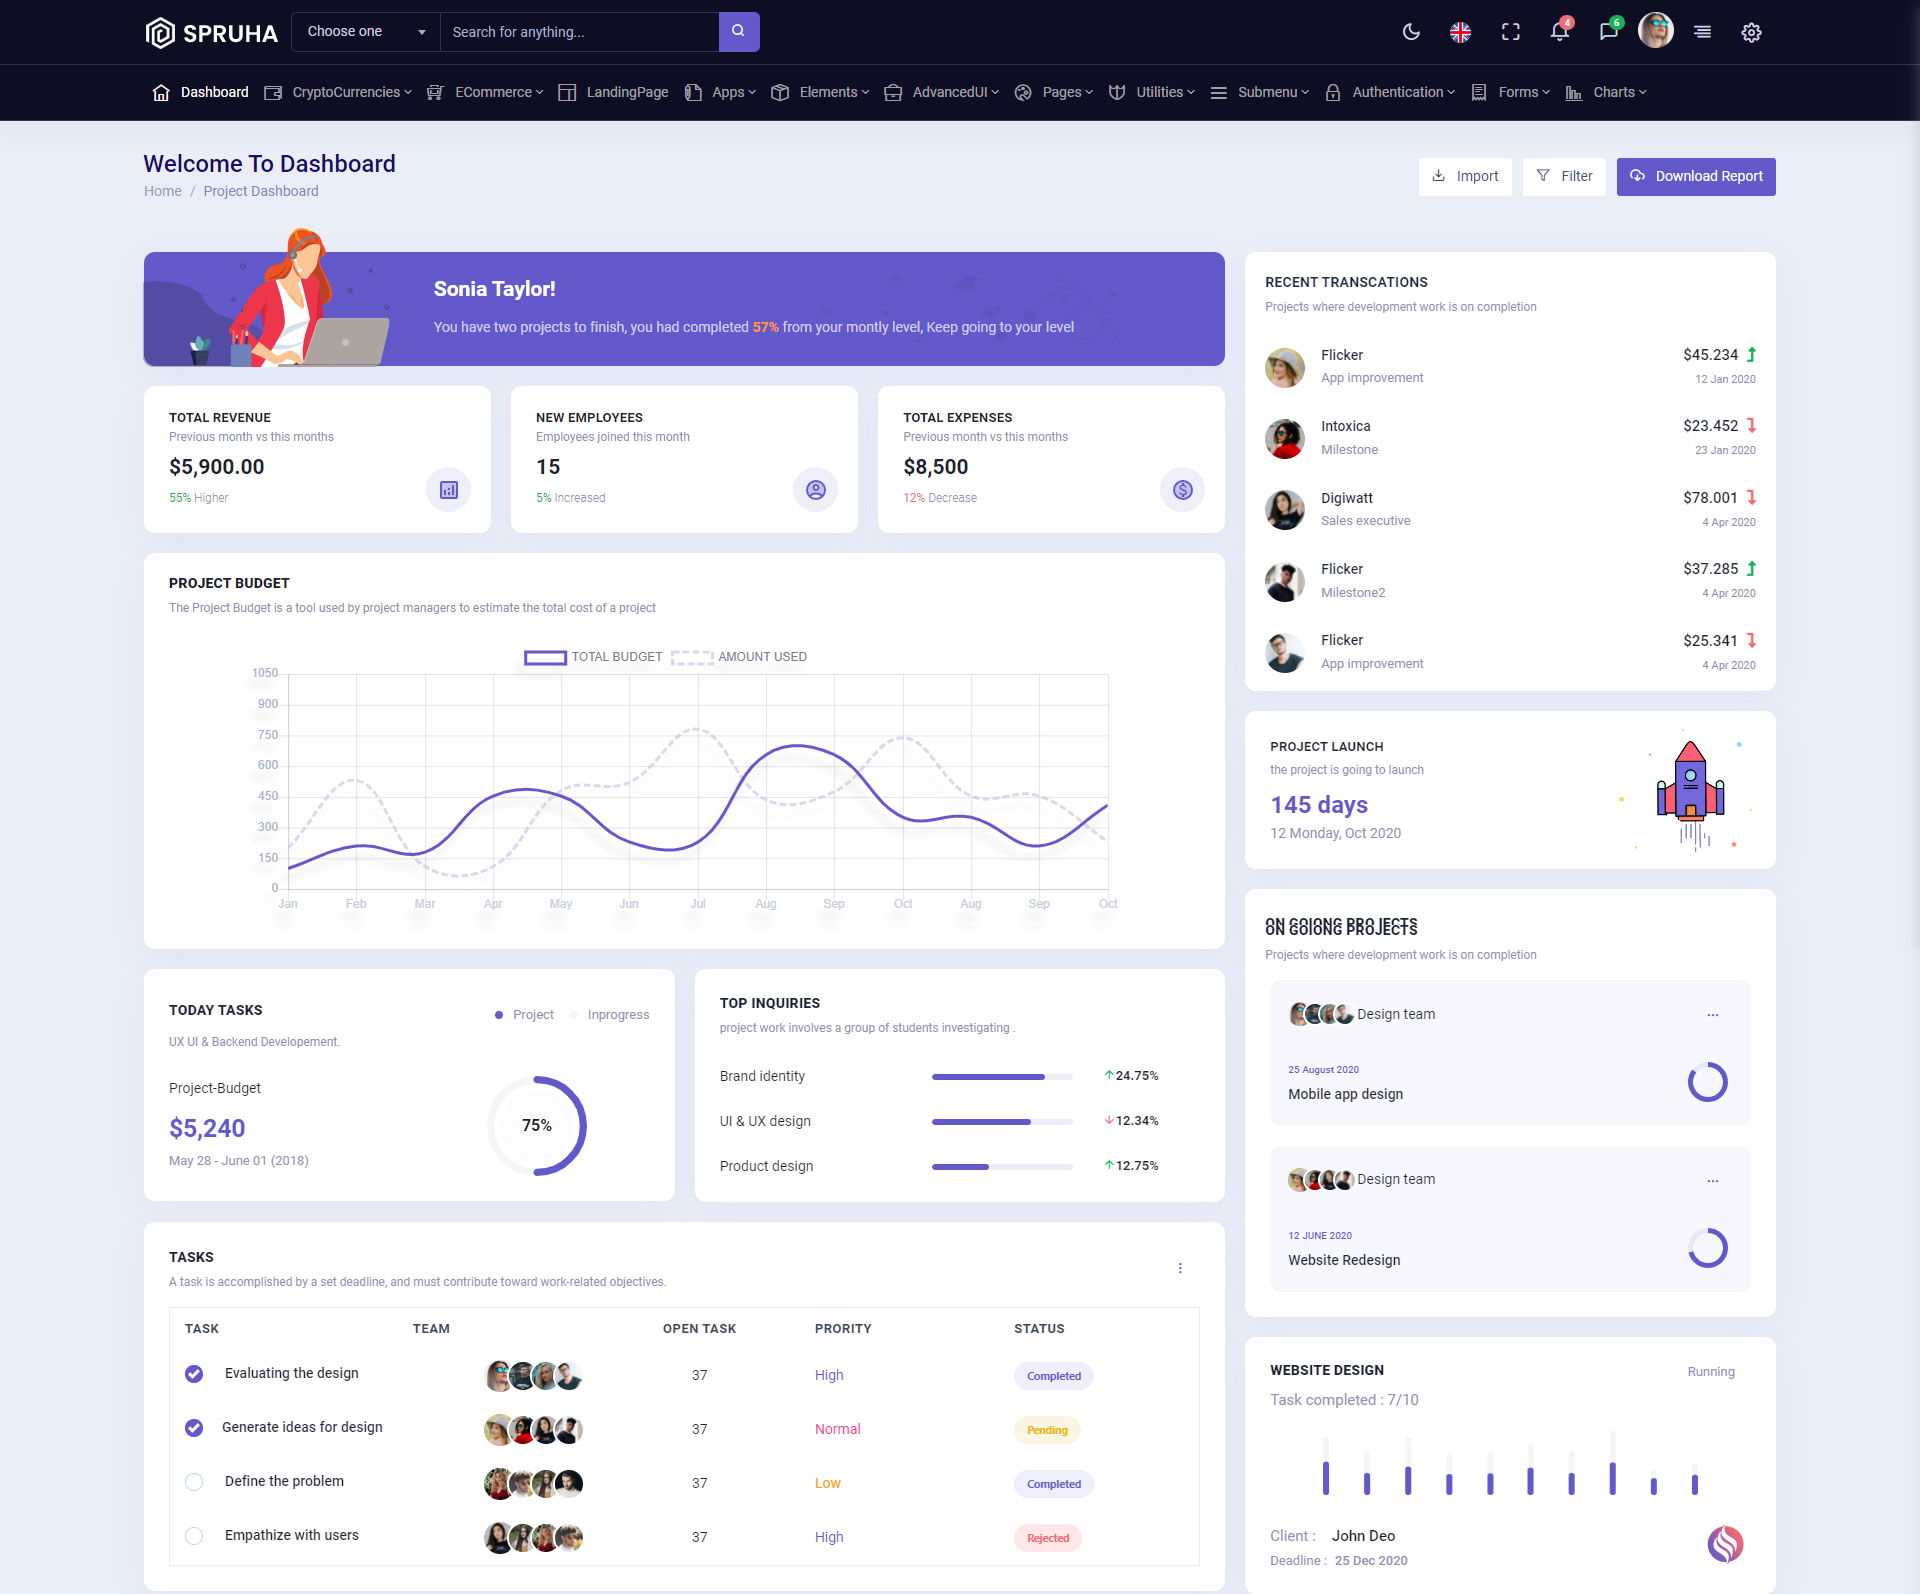 SPRUHA
Choose one
Search for anything...
4
6
Dashboard
CryptoCurrencies
ECommerce
LandingPage
Apps
Elements
AdvancedUI
Pages
Utilities
Submenu
Authentication
Forms
Charts
Welcome To Dashboard
Home / Project Dashboard
Import
Filter
Download Report
Sonia Taylor!
You have two projects to finish, you had completed 57% from your montly level, Keep going to your level
TOTAL REVENUE
Previous month vs this months
$5,900.00
55% Higher
NEW EMPLOYEES
Employees joined this month
15
5% Increased
TOTAL EXPENSES
Previous month vs this months
$8,500
12% Decrease
PROJECT BUDGET
The Project Budget is a tool used by project managers to estimate the total cost of a project
TOTAL BUDGET
AMOUNT USED
1050
900
750
600
450
300
150
0
Jan Feb Mar Apr May Jun Jul Aug Sep Oct Aug Sep Oct
TODAY TASKS
Project
Inprogress
UX UI & Backend Developement.
Project-Budget
$5,240
May 28 - June 01 (2018)
75%
TOP INQUIRIES
project work involves a group of students investigating .
Brand identity
24.75%
UI & UX design
12.34%
Product design
12.75%
TASKS
A task is accomplished by a set deadline, and must contribute toward work-related objectives.
TASK TEAM OPEN TASK PRORITY STATUS
Evaluating the design 37 High Completed
Generate ideas for design 37 Normal Pending
Define the problem 37 Low Completed
Empathize with users 37 High Rejected
RECENT TRANSCATIONS
Projects where development work is on completion
Flicker $45.234
App improvement 12 Jan 2020
Intoxica $23.452
Milestone 23 Jan 2020
Digiwatt $78.001
Sales executive 4 Apr 2020
Flicker $37.285
Milestone2 4 Apr 2020
Flicker $25.341
App improvement 4 Apr 2020
PROJECT LAUNCH
the project is going to launch
145 days
12 Monday, Oct 2020
ON GOIONG PROJECTS
ON GOIONG PROJECTS
Projects where development work is on completion
Design team
25 August 2020
Mobile app design
Design team
12 JUNE 2020
Website Redesign
WEBSITE DESIGN
Running
Task completed : 7/10
Client : John Deo
Deadline : 25 Dec 2020